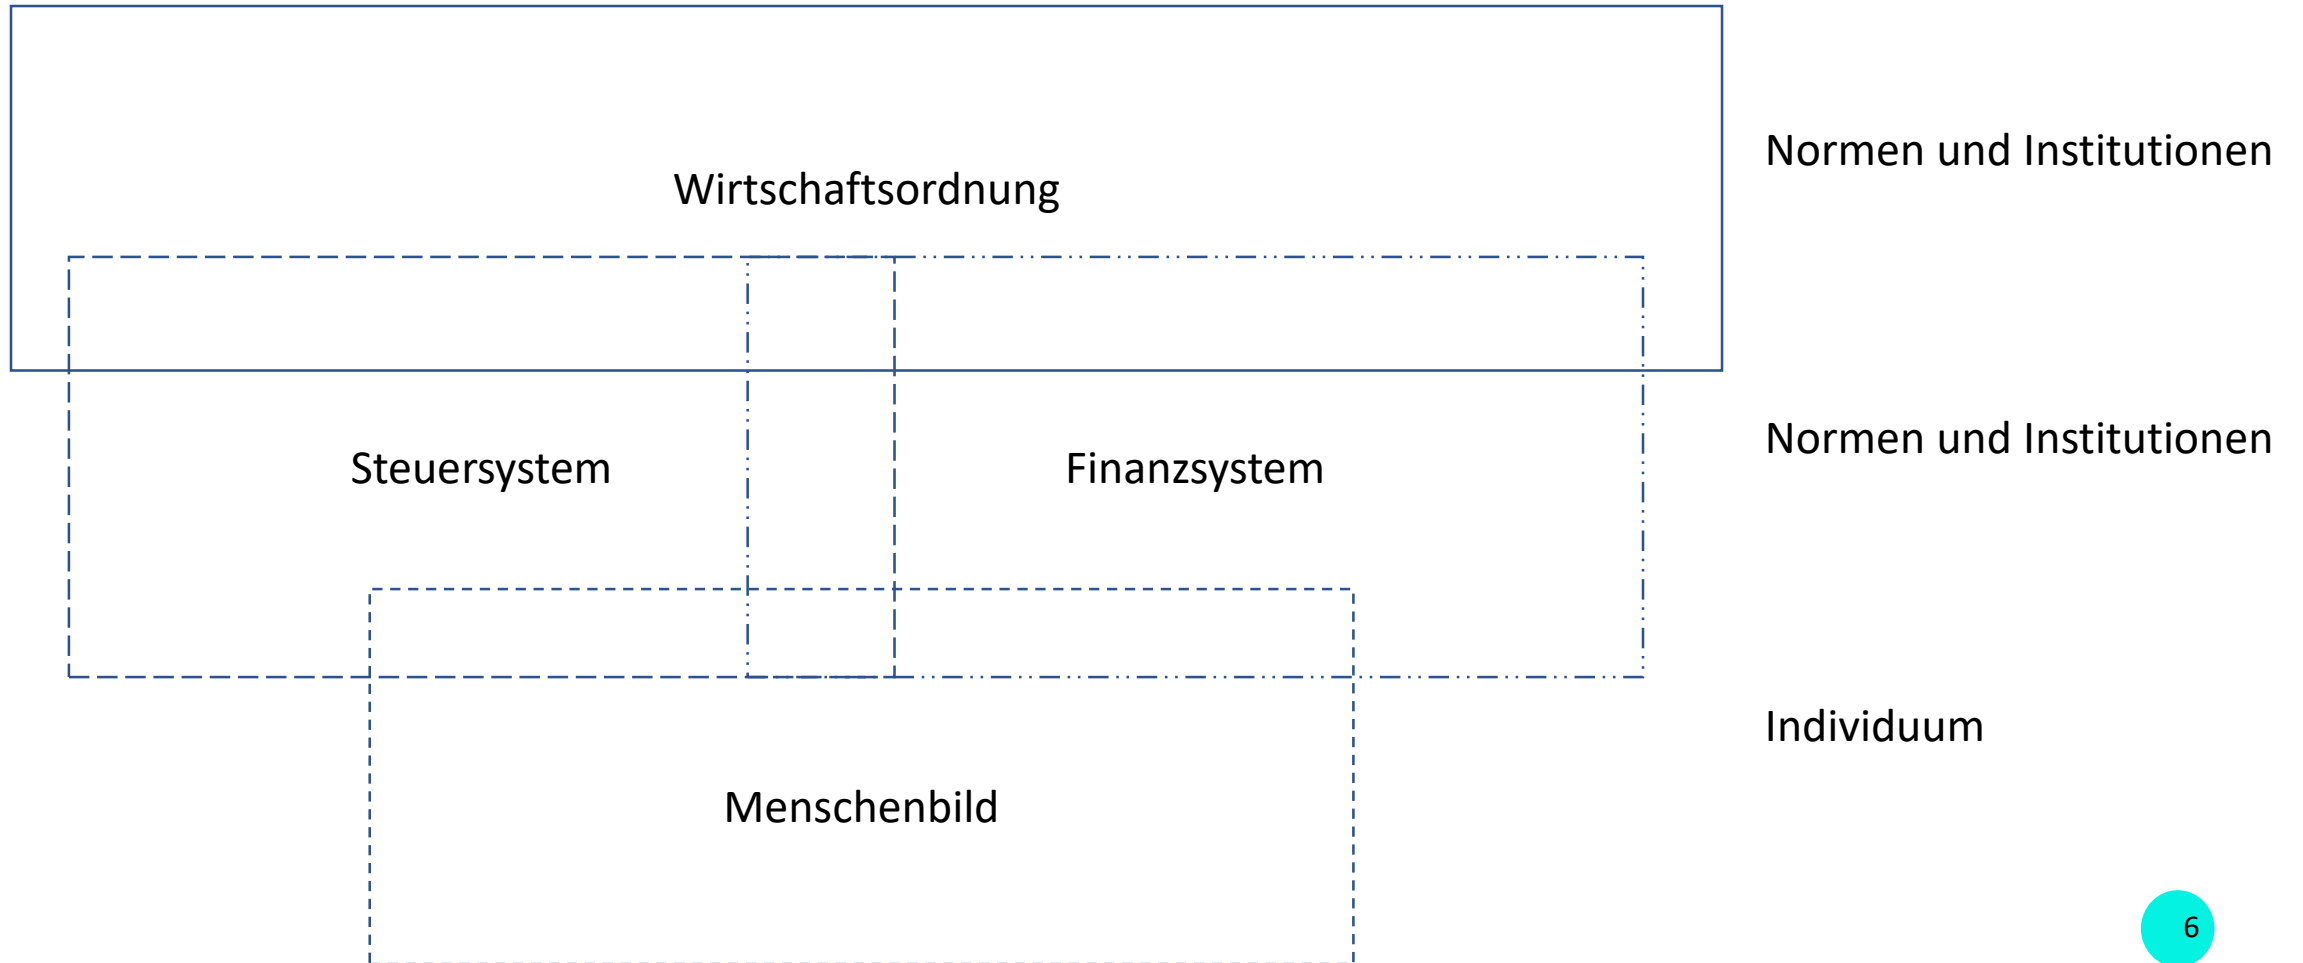 Normen und Institutionen
Wirtschaftsordnung
Normen und Institutionen
Steuersystem
Finanzsystem
Individuum
Menschenbild
6